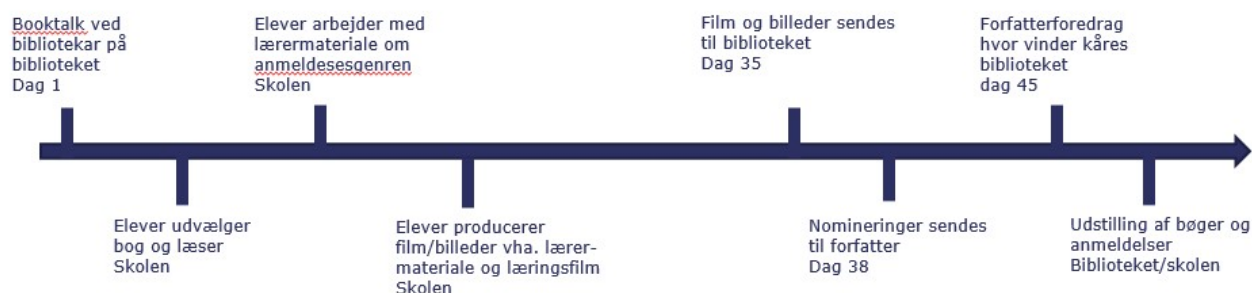 Booktalk ved
bibliotekar på
biblioteket
Dag 1
Elever arbejder med
lærermateriale om
anmeldesesgenren
Skolen
Film og billeder sendes
til biblioteket
Dag 35
Forfatterforedrag
hvor vinder kåres
biblioteket
dag 45
Elever udvælger
bog og læser
Skolen
Elever producerer
film/billeder vha. lærer-
materiale og læringsfilm
Skolen
Nomineringer sendes
til forfatter
Dag 38
Udstilling af bøger og
anmeldelser
Biblioteket/skolen